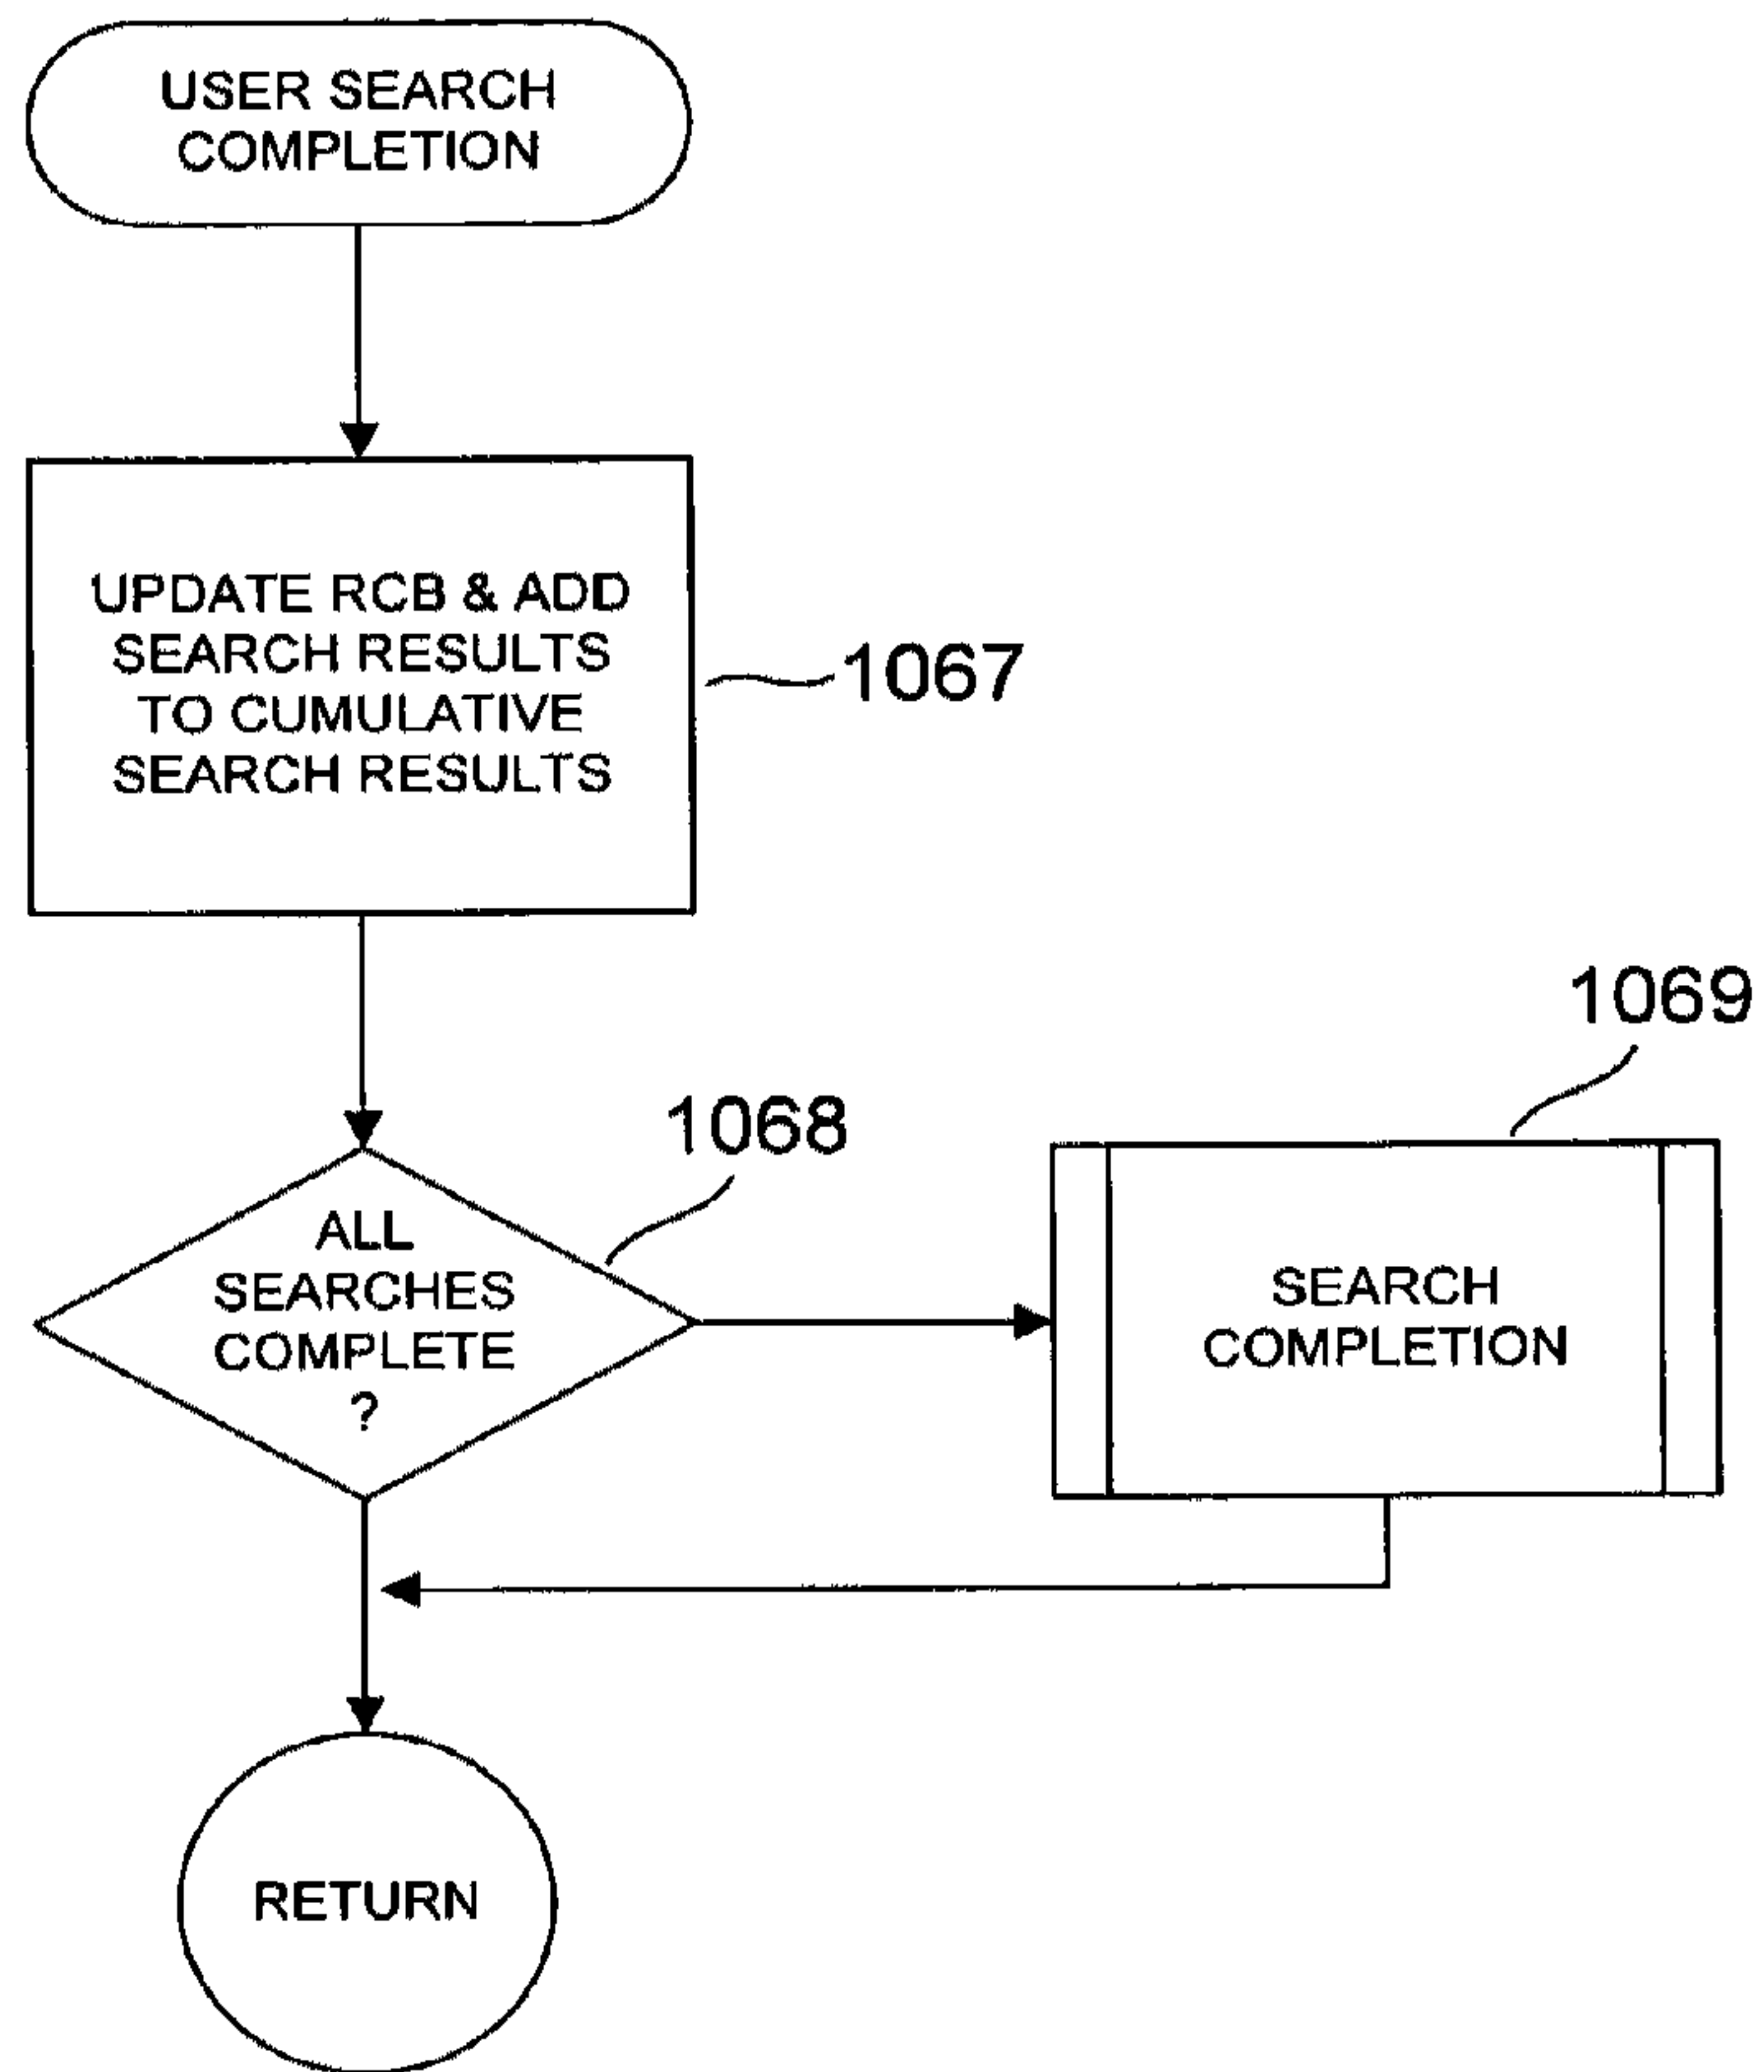 USER SEARCH
COMPLETION
UPDATE RCB & ADD
SEARCH RESULTS
TO CUMULATIVE
SEARCH RESULTS
1067
1069
1068
ALL
SEARCHES
COMPLETE
?
SEARCH
COMPLETION
RETURN